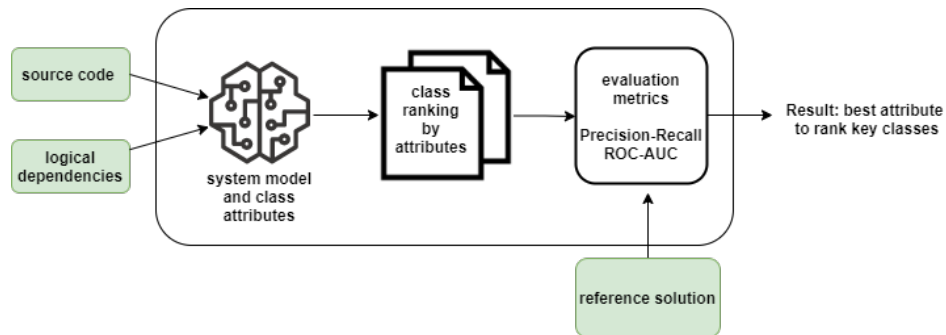 source code
logical
dependencies
system model
and class
attributes
class
ranking
by
attributes
evaluation
metrics
Precision-Recall
ROC-AUC
Result: best attribute
to rank key classes
reference solution